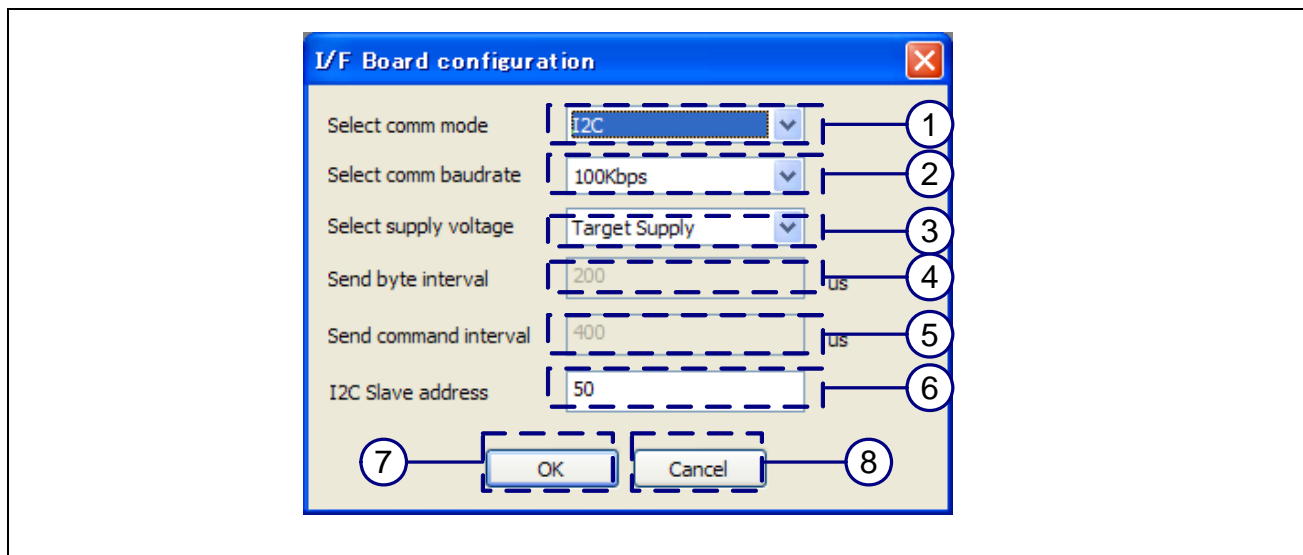 I/F Board configuration
Select comm mode I2C 1
Select comm baudrate 100Kbps 2
Select supply voltage Target Supply 3
Send byte interval 200 us 4
Send command interval 400 us 5
I2C Slave address 50 6
7 OK Cancel 8